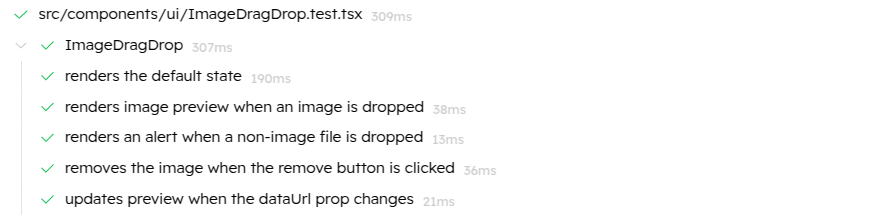 src/components/ui/ImageDragDrop.test.tsx 309ms
ImageDragDrop 307ms
renders the default state 190ms
renders image preview when an image is dropped 38ms
renders an alert when a non-image file is dropped 13ms
removes the image when the remove button is clicked 36ms
updates preview when the dataUrl prop changes 21ms